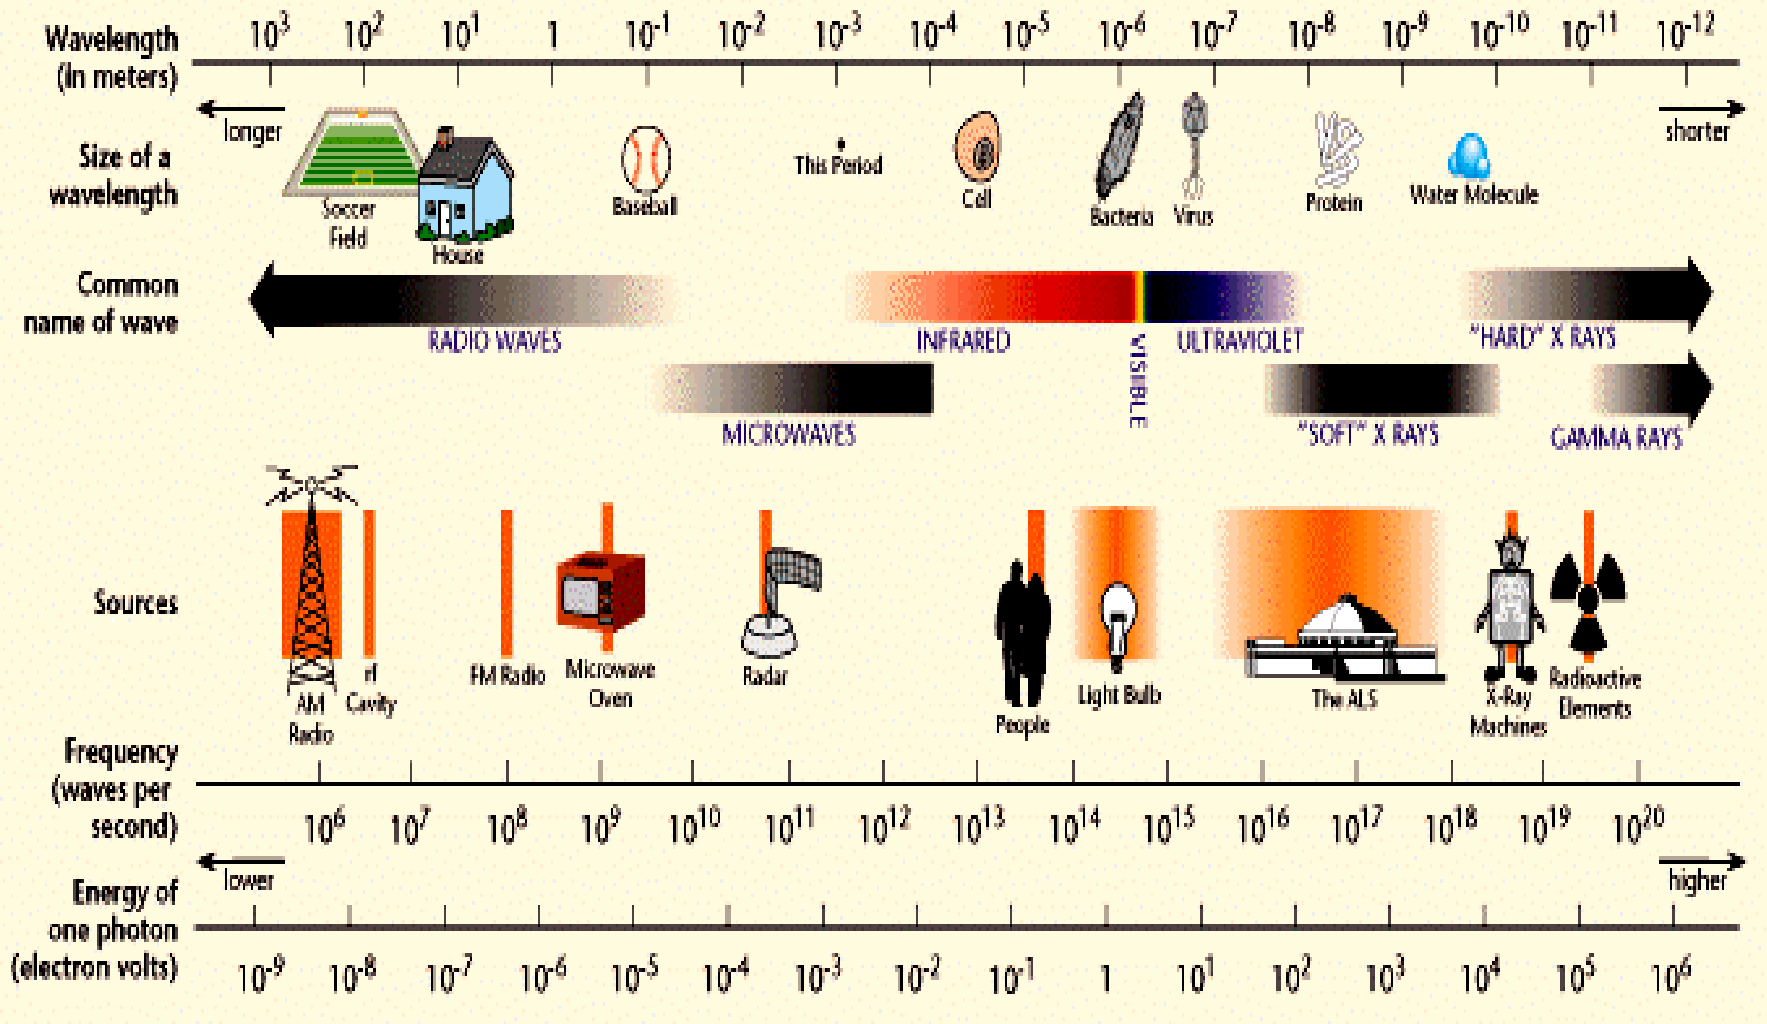 Wavelength
(in meters)
10³ 10² 10¹ 1 10⁻¹ 10⁻² 10⁻³ 10⁻⁴ 10⁻⁵ 10⁻⁶ 10⁻⁷ 10⁻⁸ 10⁻⁹ 10⁻¹⁰ 10⁻¹¹ 10⁻¹²
longer
shorter
Size of a
wavelength
Soccer
Field
House
Baseball
This Period
Cell
Bacteria
Virus
Protein
Water Molecule
Common
name of wave
RADIO WAVES
INFRARED
VISIBLE
ULTRAVIOLET
"HARD" X RAYS
MICROWAVES
"SOFT" X RAYS
GAMMA RAYS
Sources
AM
Radio
rf
Cavity
FM Radio
Microwave
Oven
Radar
People
Light Bulb
The ALS
X-Ray
Machines
Radioactive
Elements
Frequency
(waves per
second)
10⁶ 10⁷ 10⁸ 10⁹ 10¹⁰ 10¹¹ 10¹² 10¹³ 10¹⁴ 10¹⁵ 10¹⁶ 10¹⁷ 10¹⁸ 10¹⁹ 10²⁰
lower
higher
Energy of
one photon
(electron volts)
10⁻⁹ 10⁻⁸ 10⁻⁷ 10⁻⁶ 10⁻⁵ 10⁻⁴ 10⁻³ 10⁻² 10⁻¹ 1 10¹ 10² 10³ 10⁴ 10⁵ 10⁶